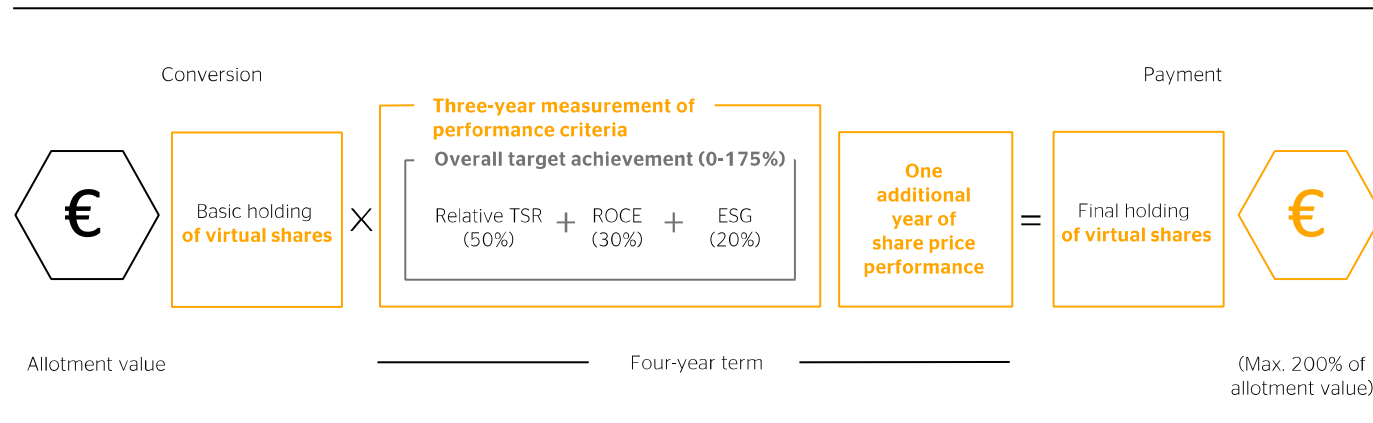 Conversion
Payment
Three-year measurement of
performance criteria
Overall target achievement (0-175%)
€
Basic holding
of virtual shares
X
Relative TSR
(50%)
+
ROCE
(30%)
+
ESG
(20%)
One
additional
year of
share price
performance
=
Final holding
of virtual shares
€
Allotment value
Four-year term
(Max. 200% of
allotment value)